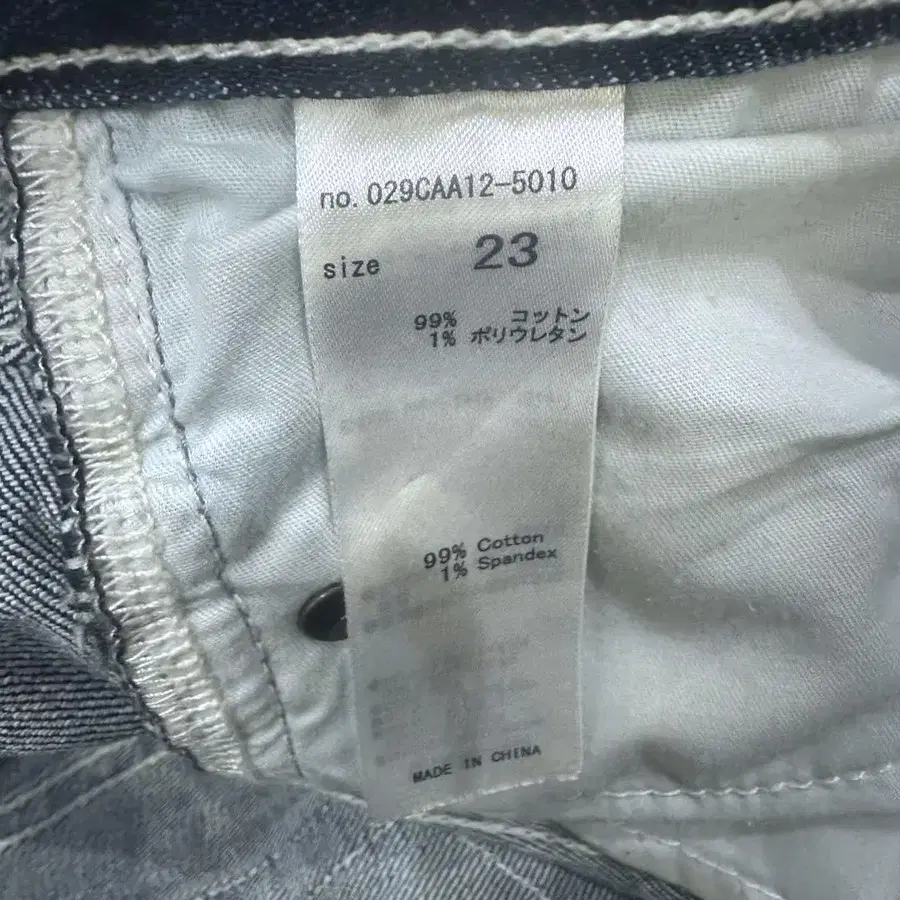 no. 029CAA12-5010
size 23
99% コットン
1% ポリウレタン
99% Cotton
1% Spandex
MADE IN CHINA